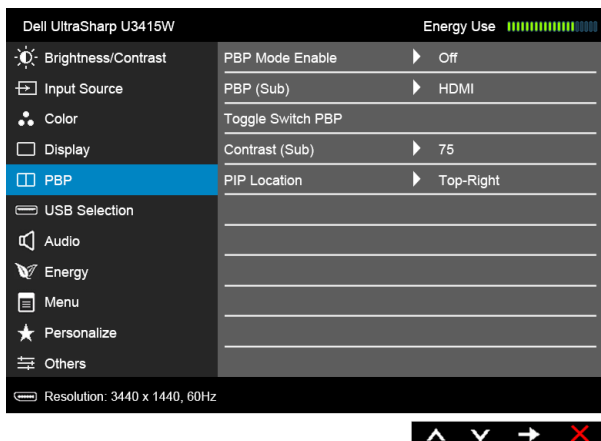 Dell UltraSharp U3415W Energy Use
Brightness/Contrast
Input Source
Color
Display
PBP
USB Selection
Audio
Energy
Menu
Personalize
Others
PBP Mode Enable Off
PBP (Sub) HDMI
Toggle Switch PBP
Contrast (Sub) 75
PIP Location Top-Right
Resolution: 3440 x 1440, 60Hz